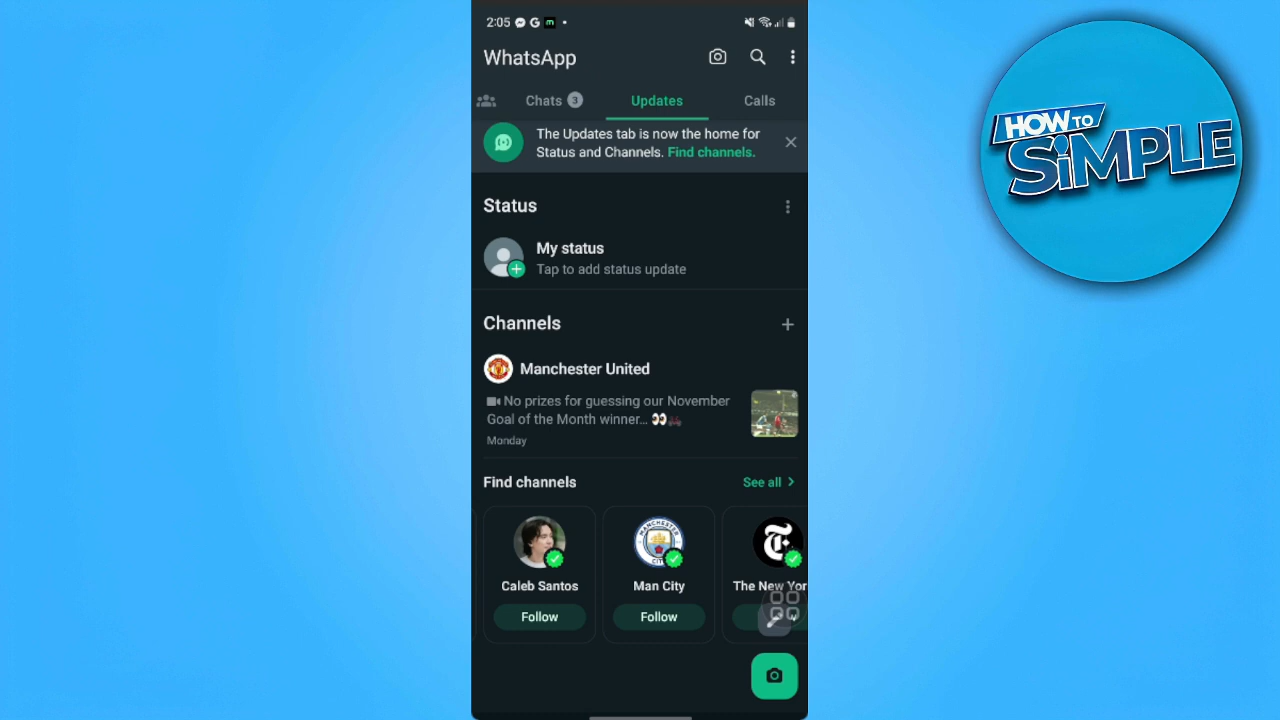 2:05
WhatsApp
Chats 3
Updates
Calls
The Updates tab is now the home for
Status and Channels. Find channels.
Status
My status
Tap to add status update
Channels
Manchester United
No prizes for guessing our November
Goal of the Month winner... 👀
Monday
Find channels
See all
Caleb Santos
Man City
The New Yor
Follow
Follow
HOW TO
SiMPLE